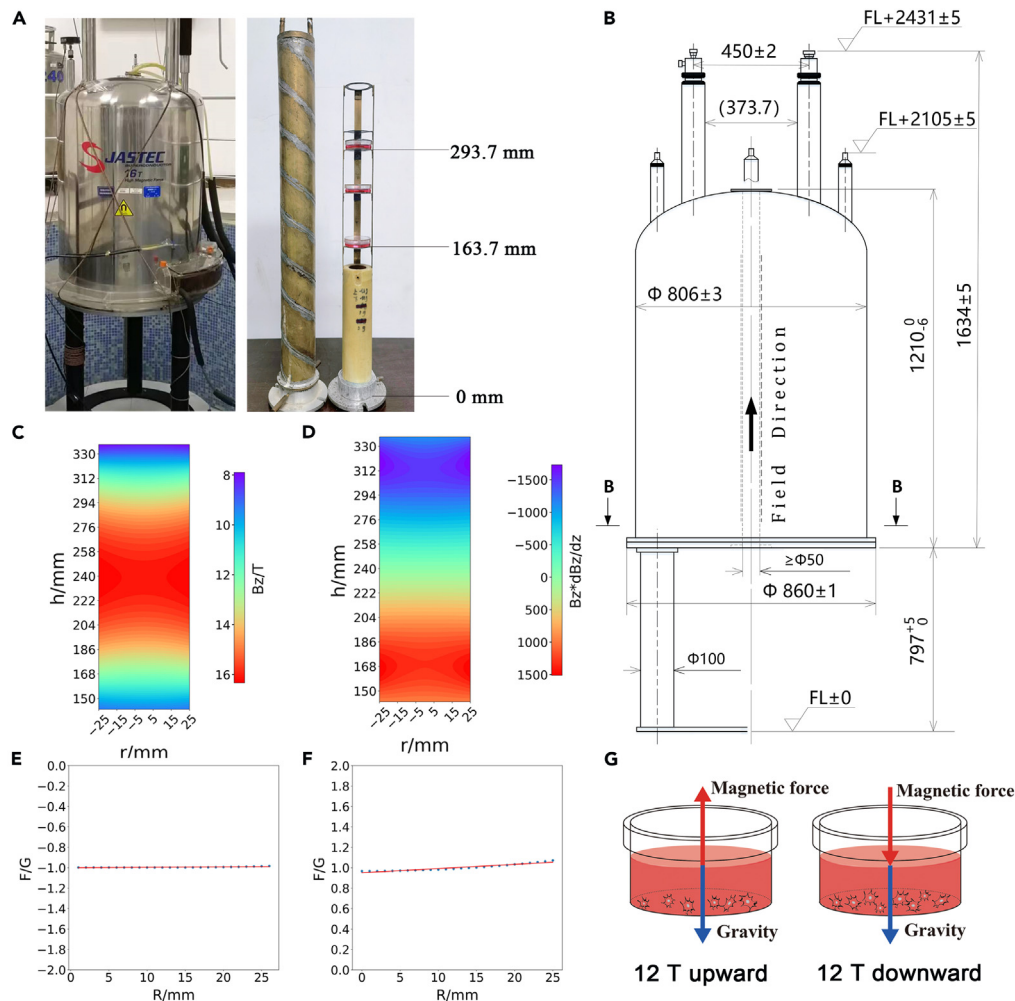 A
JASTEC
16T
293.7 mm
163.7 mm
0 mm
B
FL+2431±5
450±2
(373.7)
FL+2105±5
Φ 806±3
1210 0 -6
1634±5
Field Direction
B
B
≥Φ50
Φ 860±1
797 +5 0
Φ100
FL±0
C
h/mm
330
312
294
276
258
240
222
204
186
168
150
−25
−15
−5
5
15
25
r/mm
8
10
12
14
16
Bz/T
D
h/mm
330
312
294
276
258
240
222
204
186
168
150
−25
−15
−5
5
15
25
r/mm
−1500
−1000
−500
0
500
1000
1500
Bz*dBz/dz
E
F/G
0.0
−0.2
−0.4
−0.6
−0.8
−1.0
−1.2
−1.4
−1.6
−1.8
−2.0
0 5 10 15 20 25
R/mm
F
F/G
2.0
1.8
1.6
1.4
1.2
1.0
0.8
0.6
0.4
0.2
0.0
0 5 10 15 20 25
R/mm
G
Magnetic force
Gravity
12 T upward
Magnetic force
Gravity
12 T downward